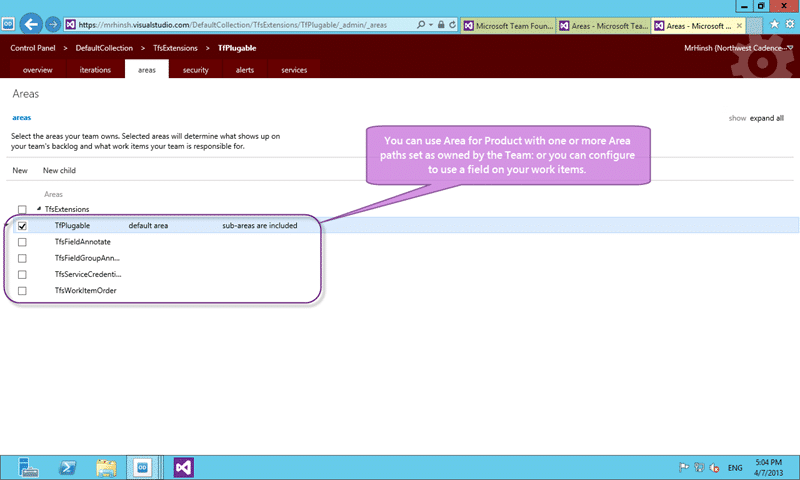 https://mrhinsh.visualstudio.com/DefaultCollection/TfsExtensions/TfPlugable/_admin/_areas
Microsoft Team Foun...
Areas - Microsoft Tea...
Areas - Microsoft ...
Control Panel > DefaultCollection > TfsExtensions > TfPlugable
MrHinsh (Northwest Cadence
overview iterations areas security alerts services
Areas
areas
show expand all
Select the areas your team owns. Selected areas will determine what shows up on
your team's backlog and what work items your team is responsible for.
You can use Area for Product with one or more Area
paths set as owned by the Team: or you can configure
to use a field on your work items.
New New child
Areas
TfsExtensions
TfPlugable default area sub-areas are included
TfsFieldAnnotate
TfsFieldGroupAnn...
TfsServiceCredenti...
TfsWorkItemOrder
ENG
5:04 PM
4/7/2013